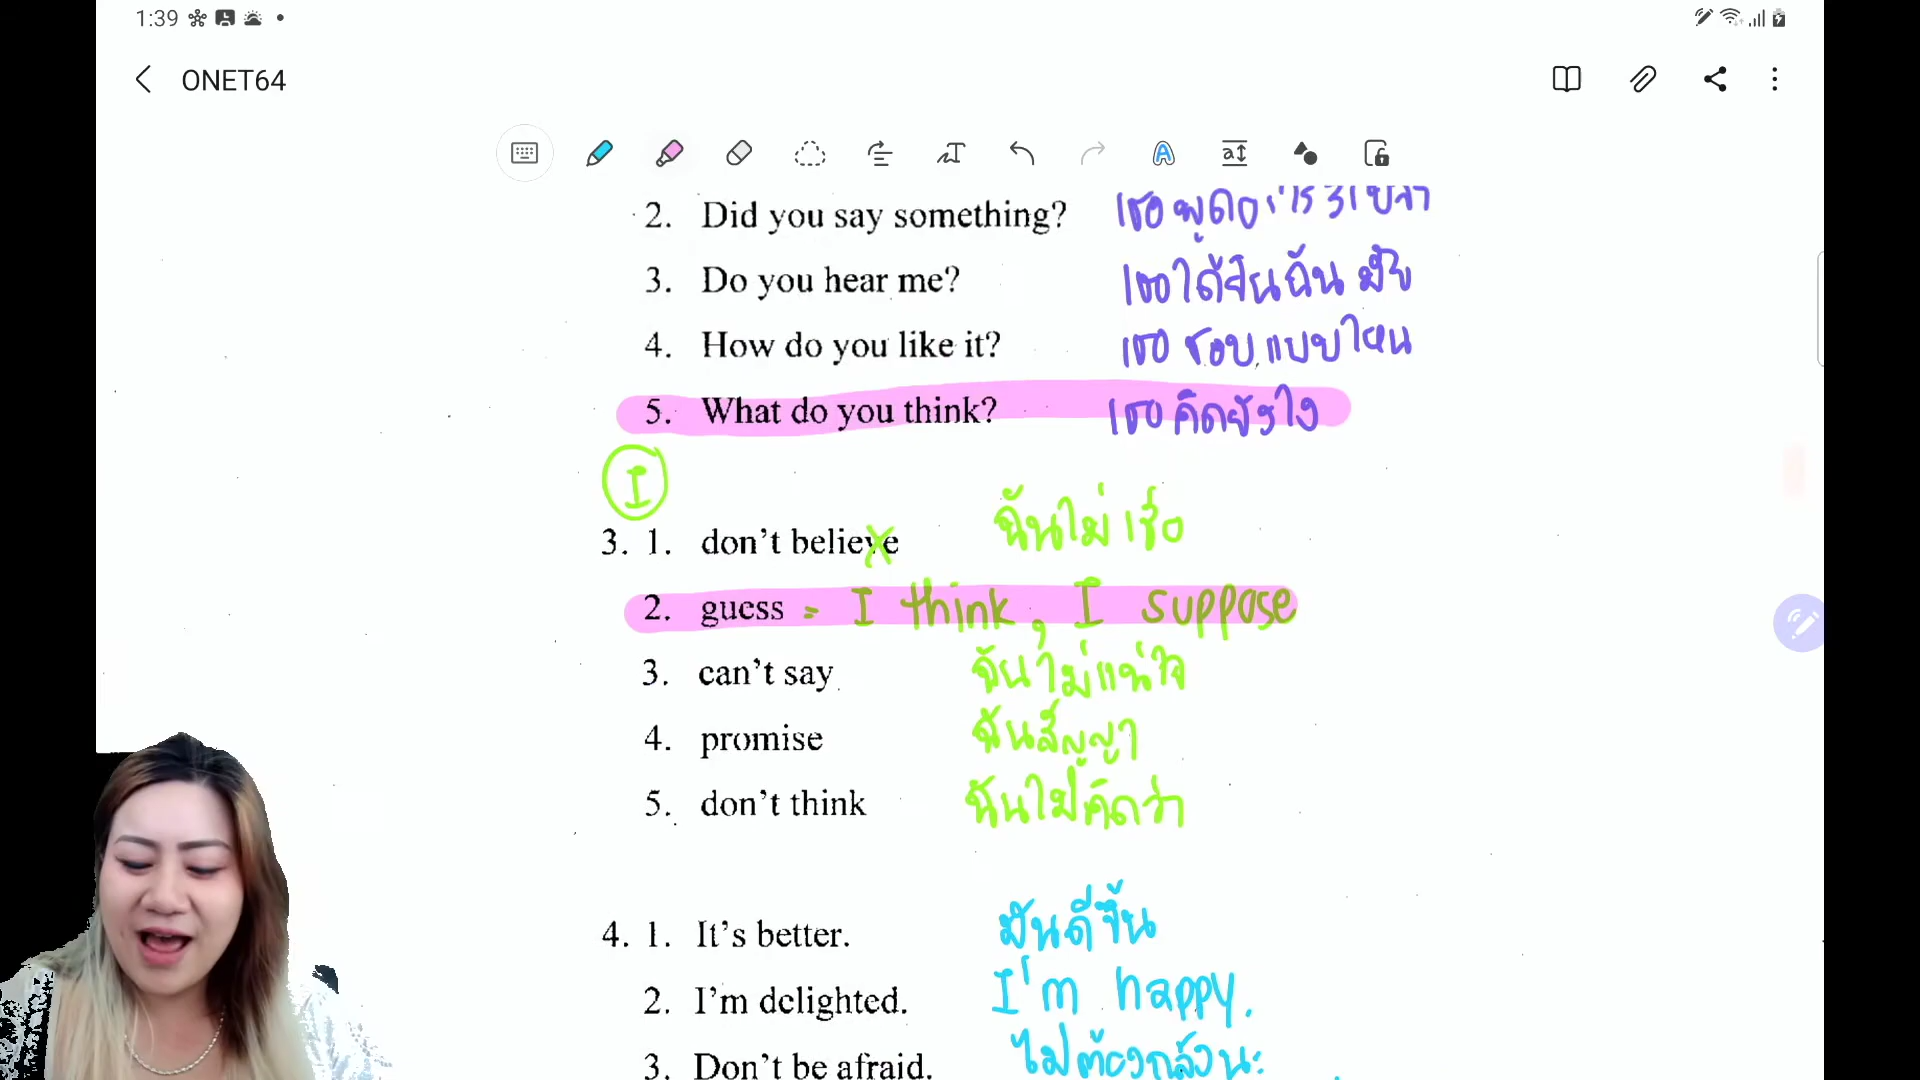 1:39
ONET64
2. Did you say something? เธอพูดอะไรรึเปล่า
3. Do you hear me? เธอได้ยินฉันมั้ย
4. How do you like it? เธอชอบแบบไหน
5. What do you think? เธอคิดยังไง
I
3. 1. don't believe ฉันไม่เชื่อ
2. guess = I think, I suppose
3. can't say ฉันไม่แน่ใจ
4. promise ฉันสัญญา
5. don't think ฉันไม่คิดว่า
4. 1. It's better. มันดีขึ้น
2. I'm delighted. I'm happy.
3. Don't be afraid. ไม่ต้องกลัวนะ